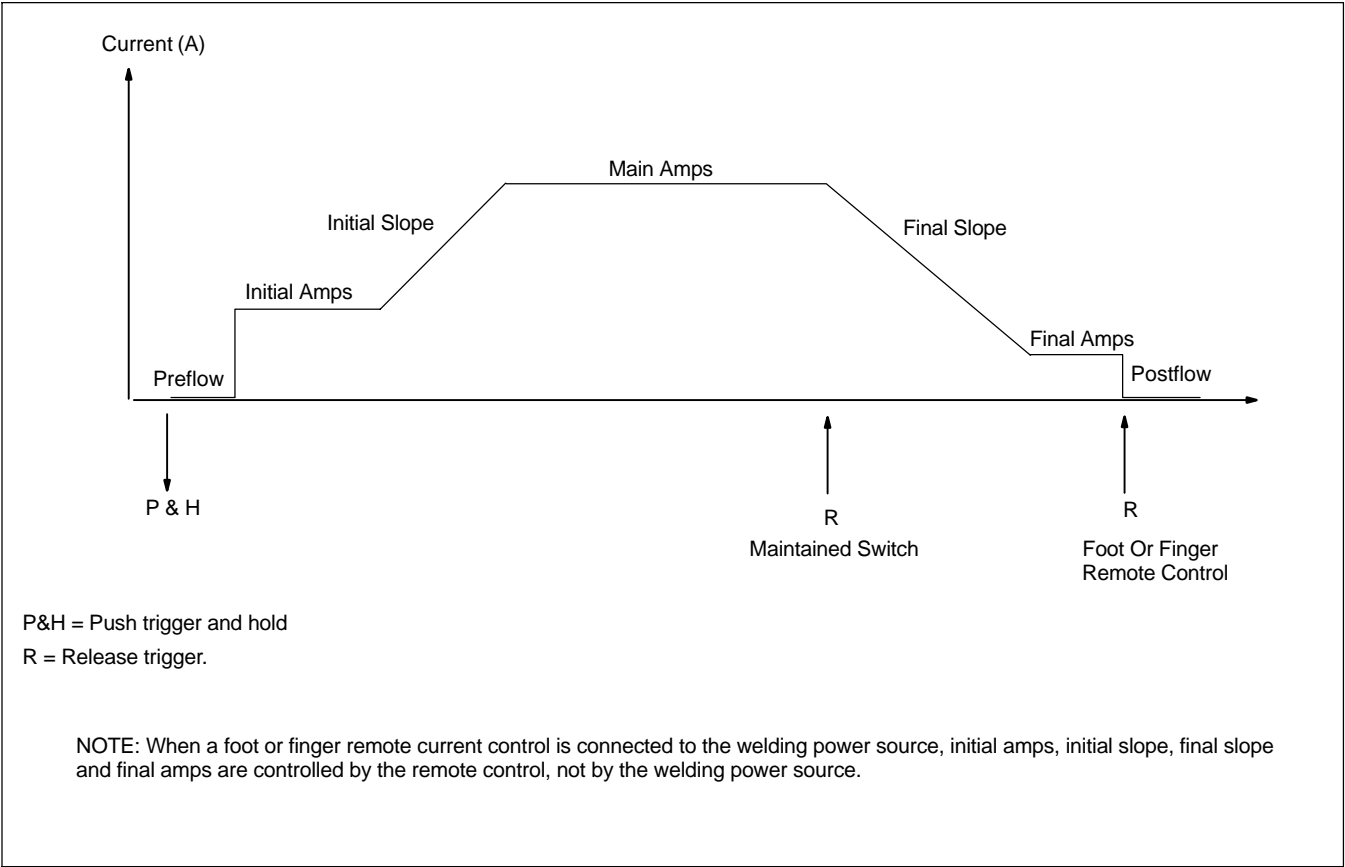 Current (A)
Main Amps
Initial Slope
Final Slope
Initial Amps
Final Amps
Preflow
Postflow
P & H
R
Maintained Switch
R
Foot Or Finger
Remote Control
P&H = Push trigger and hold
R = Release trigger.
NOTE: When a foot or finger remote current control is connected to the welding power source, initial amps, initial slope, final slope
and final amps are controlled by the remote control, not by the welding power source.